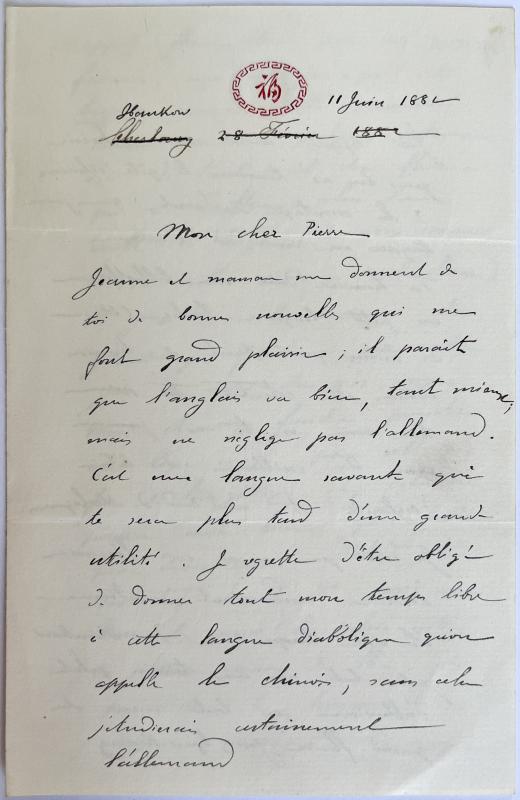 福
Hankow 11 Juin 1882
Cherbourg 28 Février 1882
Mon cher Pierre
Jeanne et maman me donnent de
toi de bonnes nouvelles qui me
font grand plaisir ; il parait
que l'anglais va bien, tant mieux ;
mais ne néglige pas l'allemand.
C'est une langue savante qui
te sera plus tard d'une grande
utilité. Je regrette d'être obligé
de donner tout mon temps libre
à cette langue diabolique qu'on
appelle le chinois, sans cela
j'étudierais certainement
l'allemand